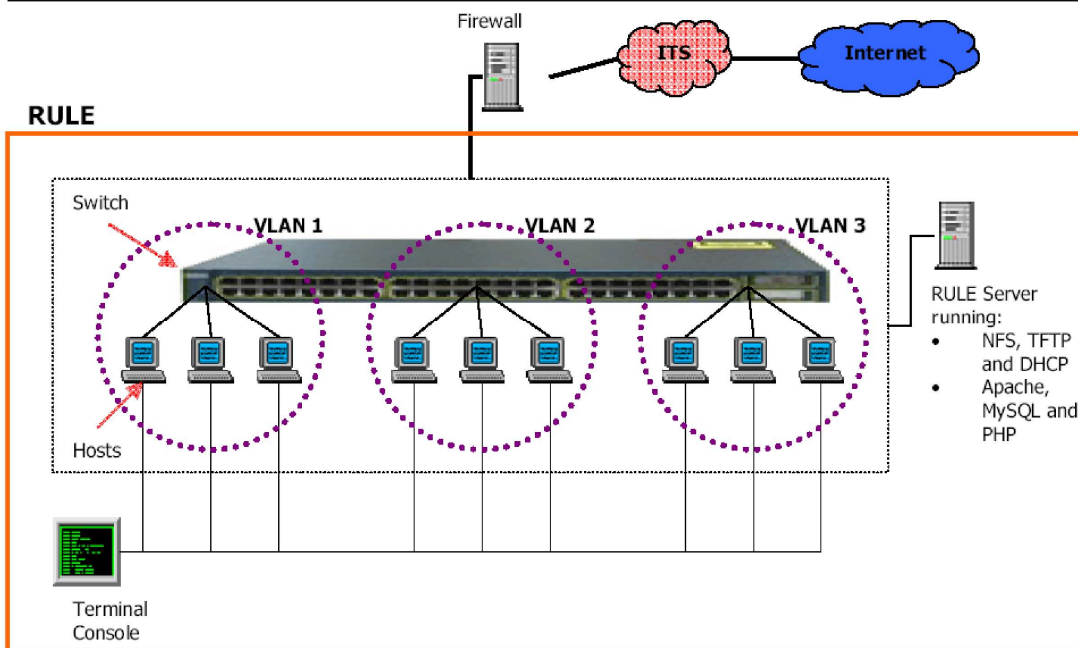 Firewall
ITS
Internet
RULE
Switch
VLAN 1
VLAN 2
VLAN 3
RULE Server
running:
• NFS, TFTP
and DHCP
• Apache,
MySQL and
PHP
Hosts
Terminal
Console